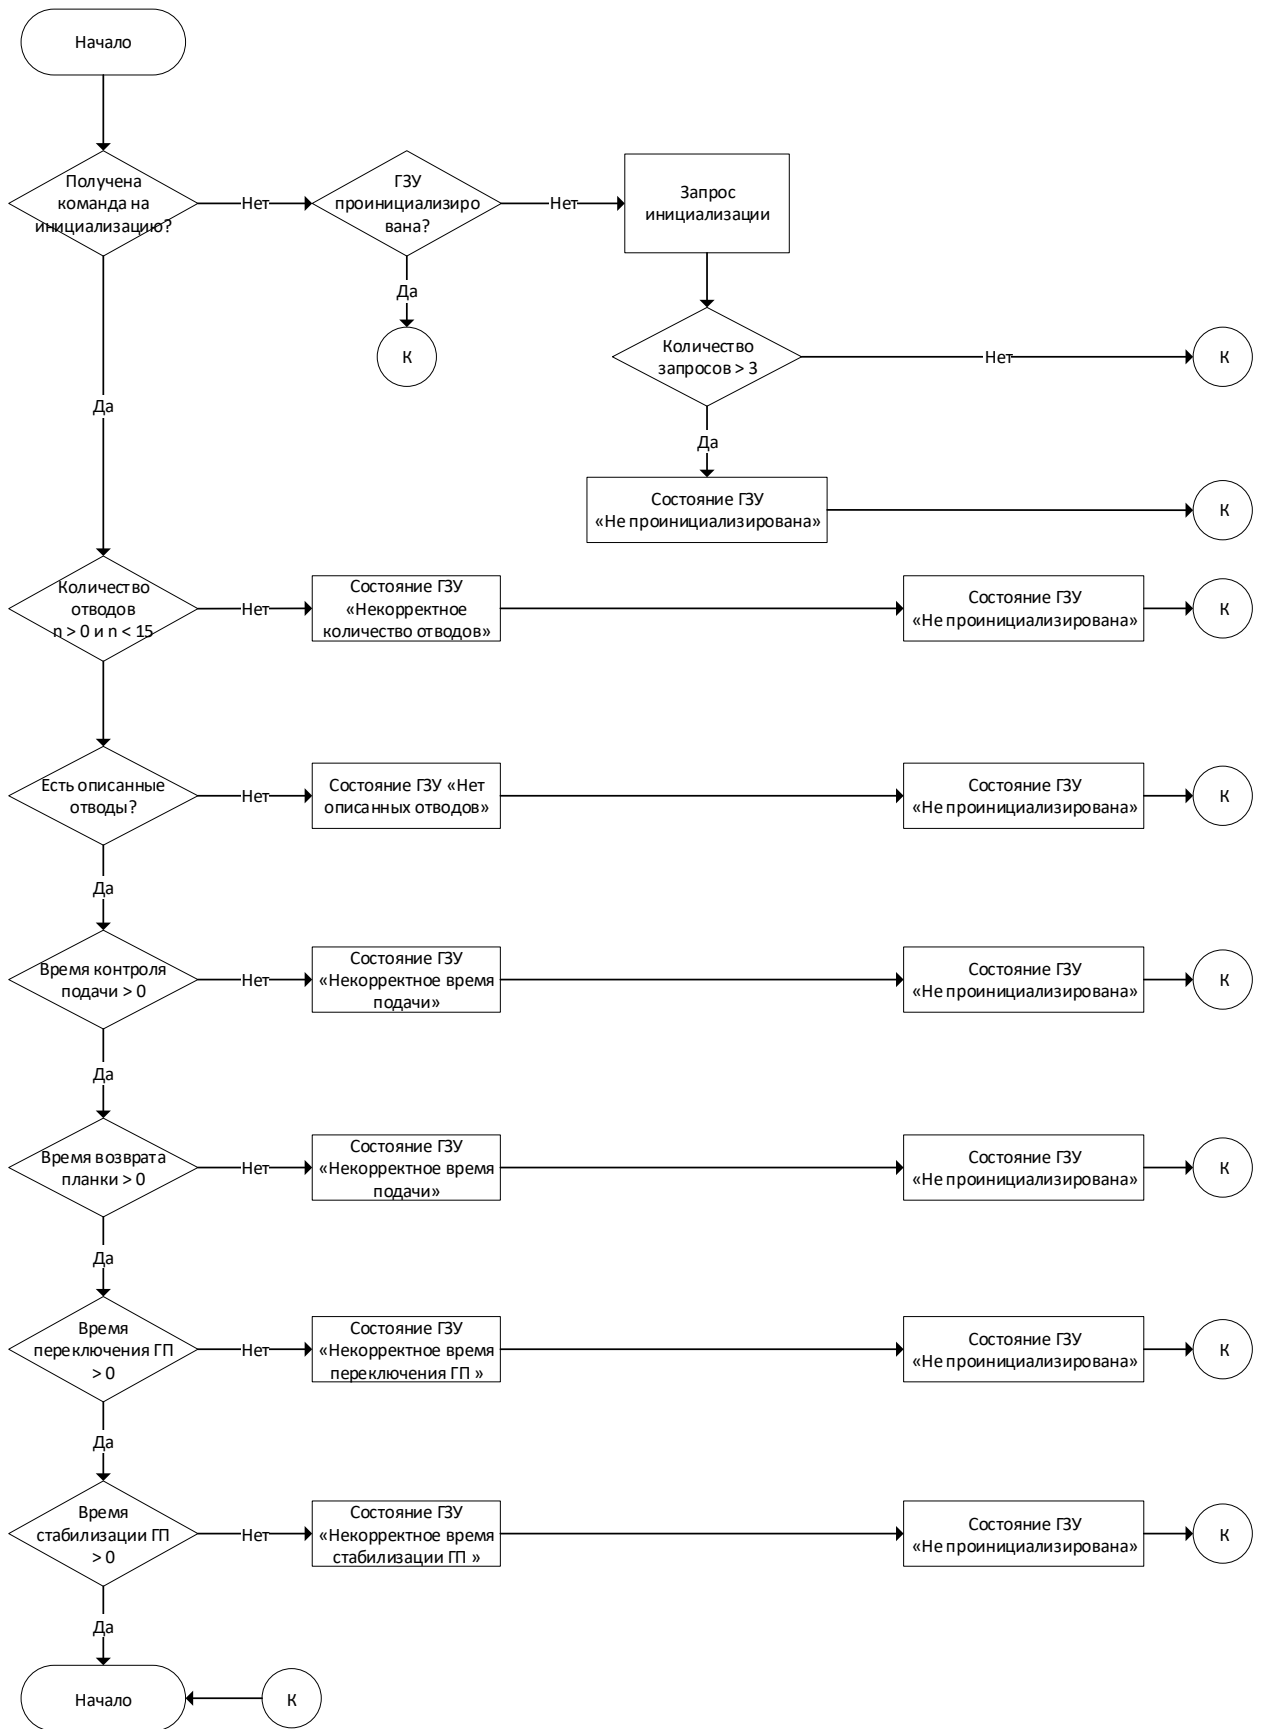 Начало
Получена
команда на
инициализацию?
Нет
ГЗУ
проинициализиро
вана?
Нет
Запрос
инициализации
Да
К
Количество
запросов > 3
Нет
К
Да
Да
Состояние ГЗУ
«Не проинициализирована»
К
Количество
отводов
n > 0 и n < 15
Нет
Состояние ГЗУ
«Некорректное
количество отводов»
Состояние ГЗУ
«Не проинициализирована»
К
Есть описанные
отводы?
Нет
Состояние ГЗУ «Нет
описанных отводов»
Состояние ГЗУ
«Не проинициализирована»
К
Да
Время контроля
подачи > 0
Нет
Состояние ГЗУ
«Некорректное время
подачи»
Состояние ГЗУ
«Не проинициализирована»
К
Да
Время возврата
планки > 0
Нет
Состояние ГЗУ
«Некорректное время
подачи»
Состояние ГЗУ
«Не проинициализирована»
К
Да
Время
переключения ГП
> 0
Нет
Состояние ГЗУ
«Некорректное время
переключения ГП »
Состояние ГЗУ
«Не проинициализирована»
К
Да
Время
стабилизации ГП
> 0
Нет
Состояние ГЗУ
«Некорректное время
стабилизации ГП »
Состояние ГЗУ
«Не проинициализирована»
К
Да
Начало
К